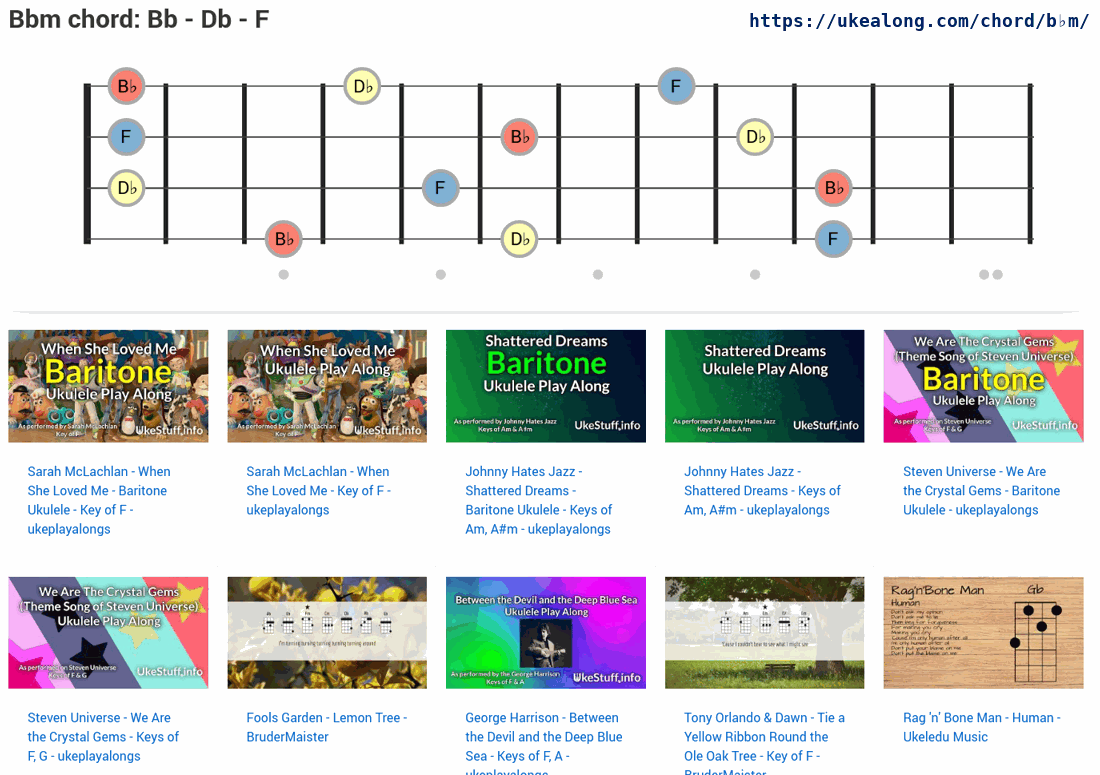 Bbm chord: Bb - Db - F
https://ukealong.com/chord/b♭m/
B♭ D♭ F
F B♭ D♭
D♭ F B♭
B♭ D♭ F
When She Loved Me
Baritone
Ukulele Play Along
As performed by Sarah McLachlan
Key of F
UkeStuff.info
When She Loved Me
Ukulele Play Along
As performed by Sarah McLachlan
Key of F
UkeStuff.info
Shattered Dreams
Baritone
Ukulele Play Along
As performed by Johnny Hates Jazz
Keys of Am & A#m
UkeStuff.info
Shattered Dreams
Ukulele Play Along
As performed by Johnny Hates Jazz
Keys of Am & A#m
UkeStuff.info
We Are The Crystal Gems
(Theme Song of Steven Universe)
Baritone
Ukulele Play Along
As performed on Steven Universe
Keys of F & G
UkeStuff.info
Sarah McLachlan - When
She Loved Me - Baritone
Ukulele - Key of F -
ukeplayalongs
Sarah McLachlan - When
She Loved Me - Key of F -
ukeplayalongs
Johnny Hates Jazz -
Shattered Dreams -
Baritone Ukulele - Keys of
Am, A#m - ukeplayalongs
Johnny Hates Jazz -
Shattered Dreams - Keys of
Am, A#m - ukeplayalongs
Steven Universe - We Are
the Crystal Gems - Baritone
Ukulele - ukeplayalongs
We Are The Crystal Gems
(Theme Song of Steven Universe)
Ukulele Play Along
As performed on Steven Universe
Keys of F & G
UkeStuff.info
Between the Devil and the Deep Blue Sea
Ukulele Play Along
As performed by the George Harrison
Keys of F & A
UkeStuff.info
'Cause I couldn't bear to see what I might see
Rag'n'Bone Man
Human
Gb
Steven Universe - We Are
the Crystal Gems - Keys of
F, G - ukeplayalongs
Fools Garden - Lemon Tree -
BruderMaister
George Harrison - Between
the Devil and the Deep Blue
Sea - Keys of F, A -
ukeplayalongs
Tony Orlando & Dawn - Tie a
Yellow Ribbon Round the
Ole Oak Tree - Key of F -
BruderMaister
Rag 'n' Bone Man - Human -
Ukeledu Music